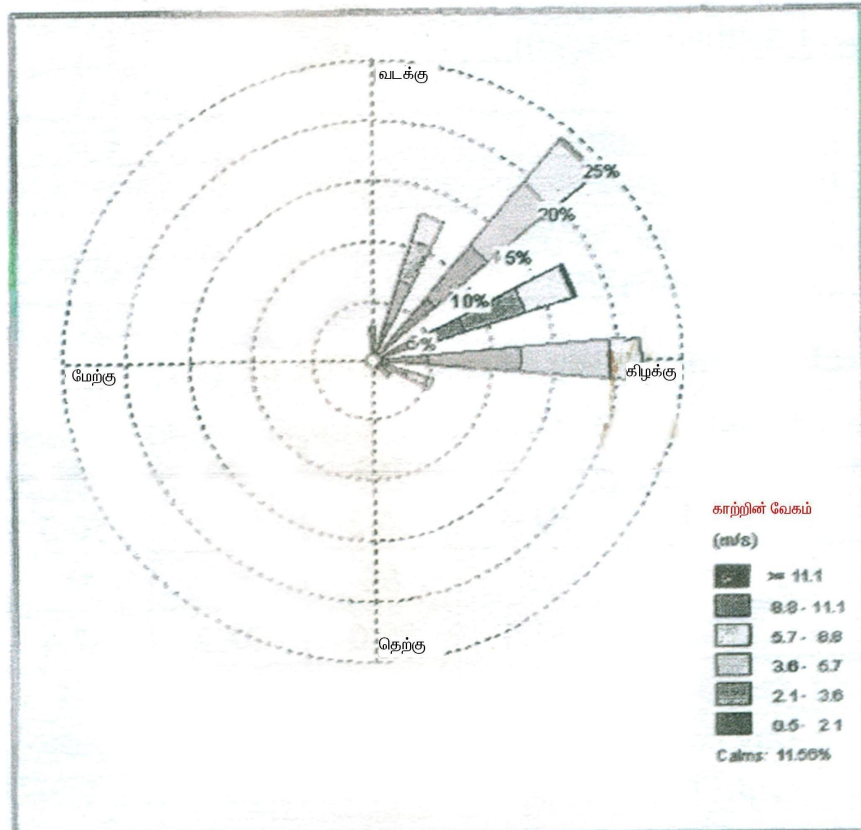 வடக்கு
25%
20%
15%
10%
5%
மேற்கு
கிழக்கு
தெற்கு
காற்றின் வேகம்
(m/s)
>= 11.1
8.8 - 11.1
5.7 - 8.8
3.6 - 5.7
2.1 - 3.6
0.5 - 2.1
Calms: 11.56%